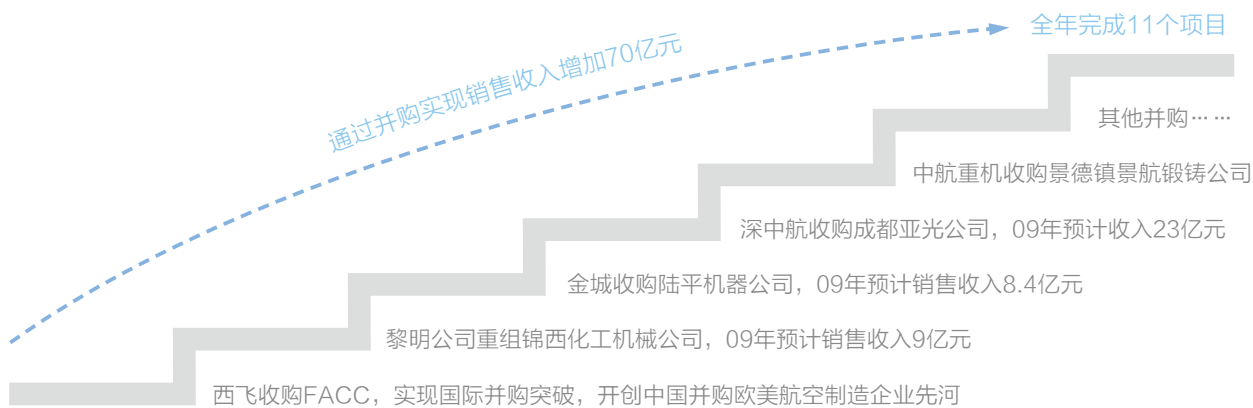 全年完成11个项目
通过并购实现销售收入增加70亿元
其他并购……
中航重机收购景德镇景航锻铸公司
深中航收购成都亚光公司，09年预计收入23亿元
金城收购陆平机器公司，09年预计销售收入8.4亿元
黎明公司重组锦西化工机械公司，09年预计销售收入9亿元
西飞收购FACC，实现国际并购突破，开创中国并购欧美航空制造企业先河